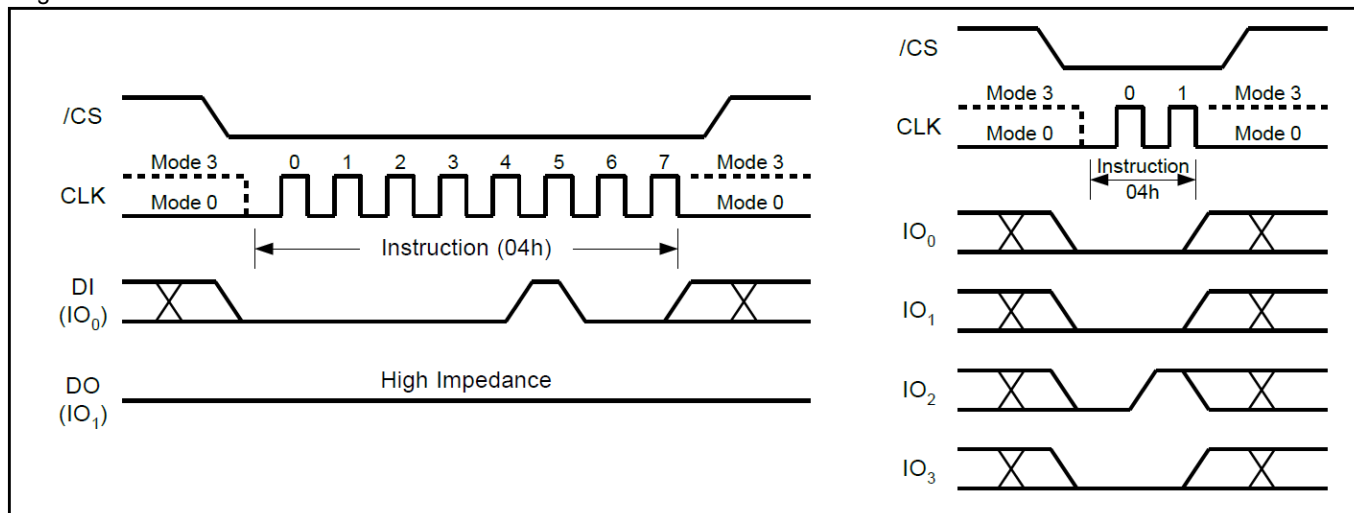 /CS
Mode 3 0 1 2 3 4 5 6 7 Mode 3
CLK Mode 0 Mode 0
Instruction (04h)
DI
(IO0)
High Impedance
DO
(IO1)
/CS
Mode 3 0 1 Mode 3
CLK Mode 0 Mode 0
Instruction
04h
IO0
IO1
IO2
IO3